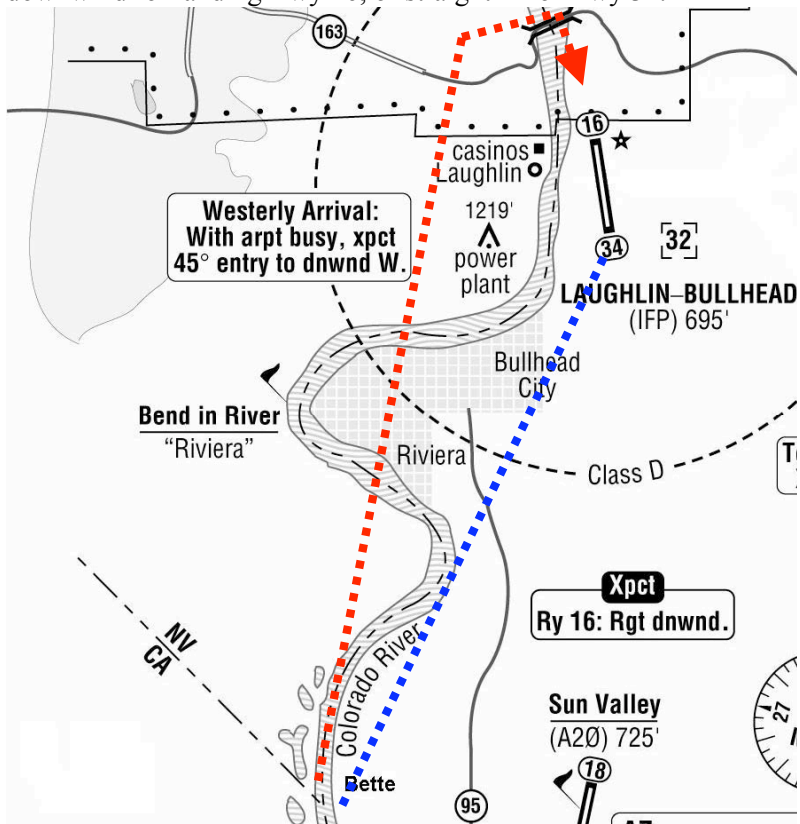 163
16
casinos
Laughlin
1219'
power
plant
Westerly Arrival:
With arpt busy, xpct
45° entry to dnwnd W.
34
32
LAUGHLIN–BULLHEAD
(IFP) 695'
Bullhead
City
Bend in River
"Riviera"
Riviera
Class D
Xpct
Ry 16: Rgt dnwnd.
NV
CA
Colorado River
Sun Valley
(A2Ø) 725'
18
27
Bette
95